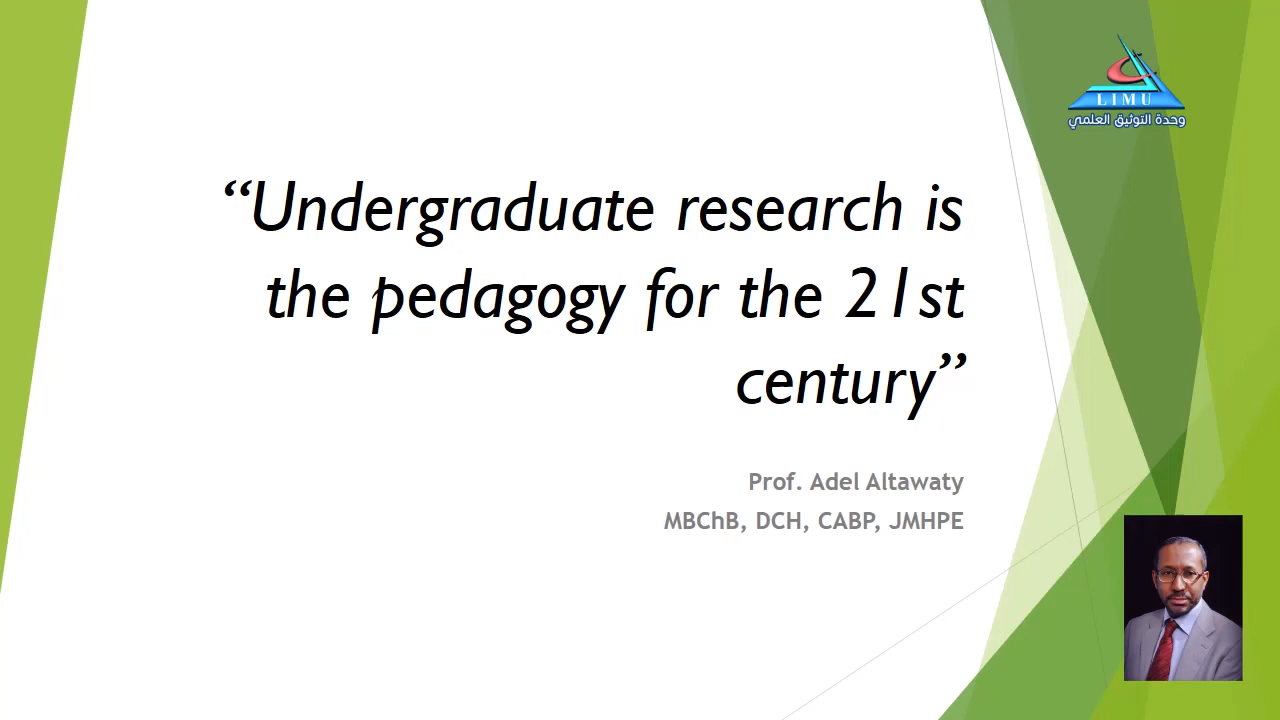 LIMU
وحدة التوثيق العلمي
“Undergraduate research is
the pedagogy for the 21st
century”
Prof. Adel Altawaty
MBChB, DCH, CABP, JMHPE